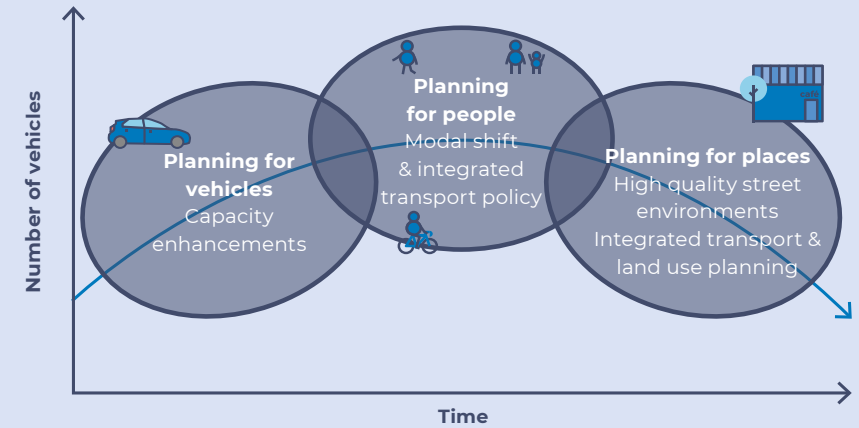 Number of vehicles
Planning for
vehicles
Capacity
enhancements
Planning
for people
Modal shift
& integrated
transport policy
Planning for places
High quality street
environments
Integrated transport &
land use planning
café
Time